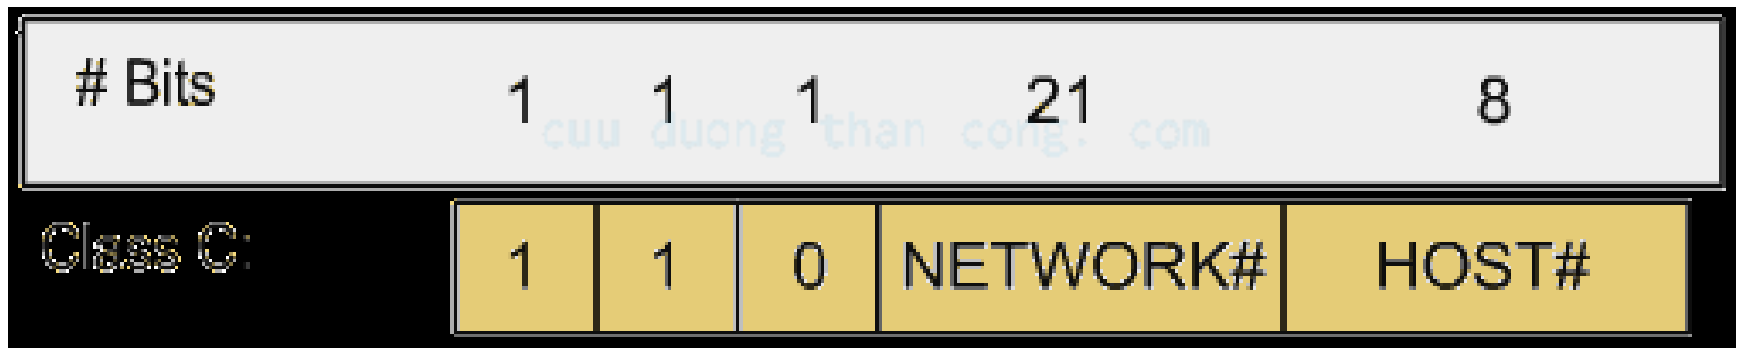 # Bits 1 1 1 21 8
cuu duong than cong. com
Class C: 1 1 0 NETWORK# HOST#